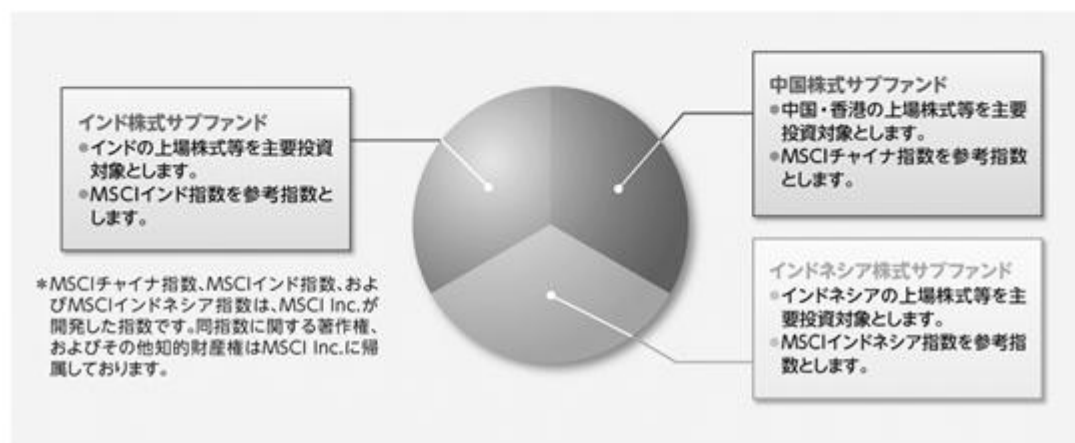 インド株式サブファンド
●インドの上場株式等を主要投資
対象とします。
●MSCIインド指数を参考指数と
します。
＊MSCIチャイナ指数、MSCIインド指数、およ
びMSCIインドネシア指数は、MSCI Inc.が
開発した指数です。同指数に関する著作権、
およびその他知的財産権はMSCI Inc.に帰
属しております。
中国株式サブファンド
●中国・香港の上場株式等を主要
投資対象とします。
●MSCIチャイナ指数を参考指数
とします。
インドネシア株式サブファンド
●インドネシアの上場株式等を主
要投資対象とします。
●MSCIインドネシア指数を参考指
数とします。